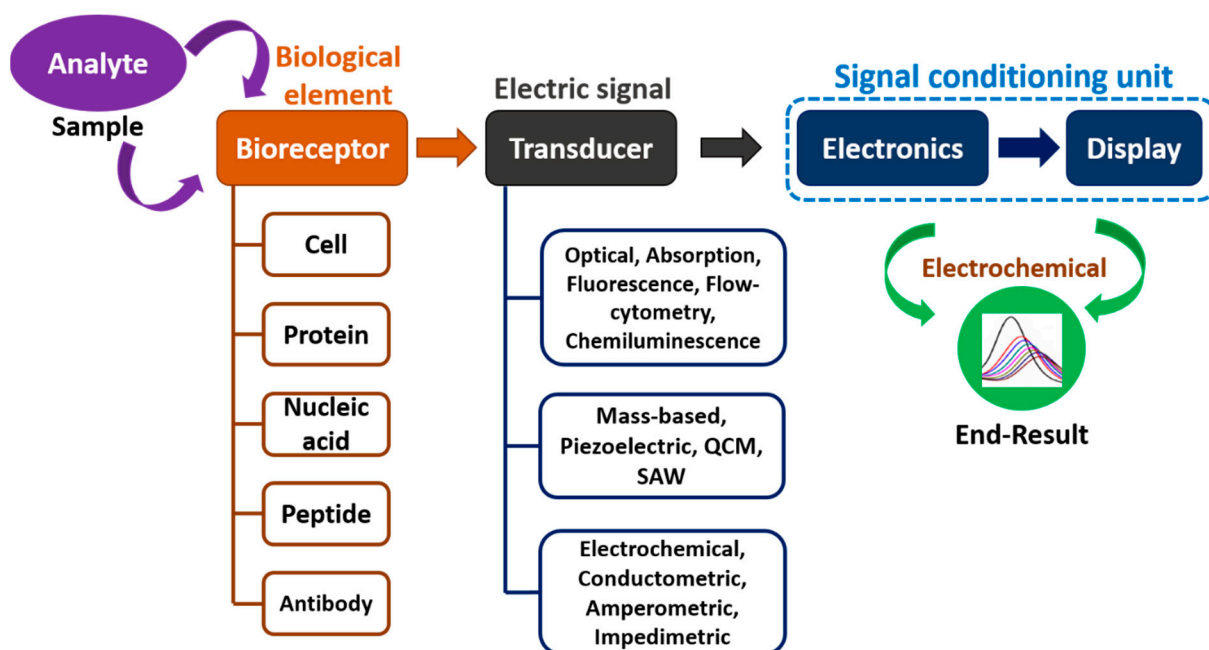 Analyte
Sample
Biological
element
Bioreceptor
Cell
Protein
Nucleic
acid
Peptide
Antibody
Electric signal
Transducer
Optical, Absorption,
Fluorescence, Flow-
cytometry,
Chemiluminescence
Mass-based,
Piezoelectric, QCM,
SAW
Electrochemical,
Conductometric,
Amperometric,
Impedimetric
Signal conditioning unit
Electronics
Display
Electrochemical
End-Result